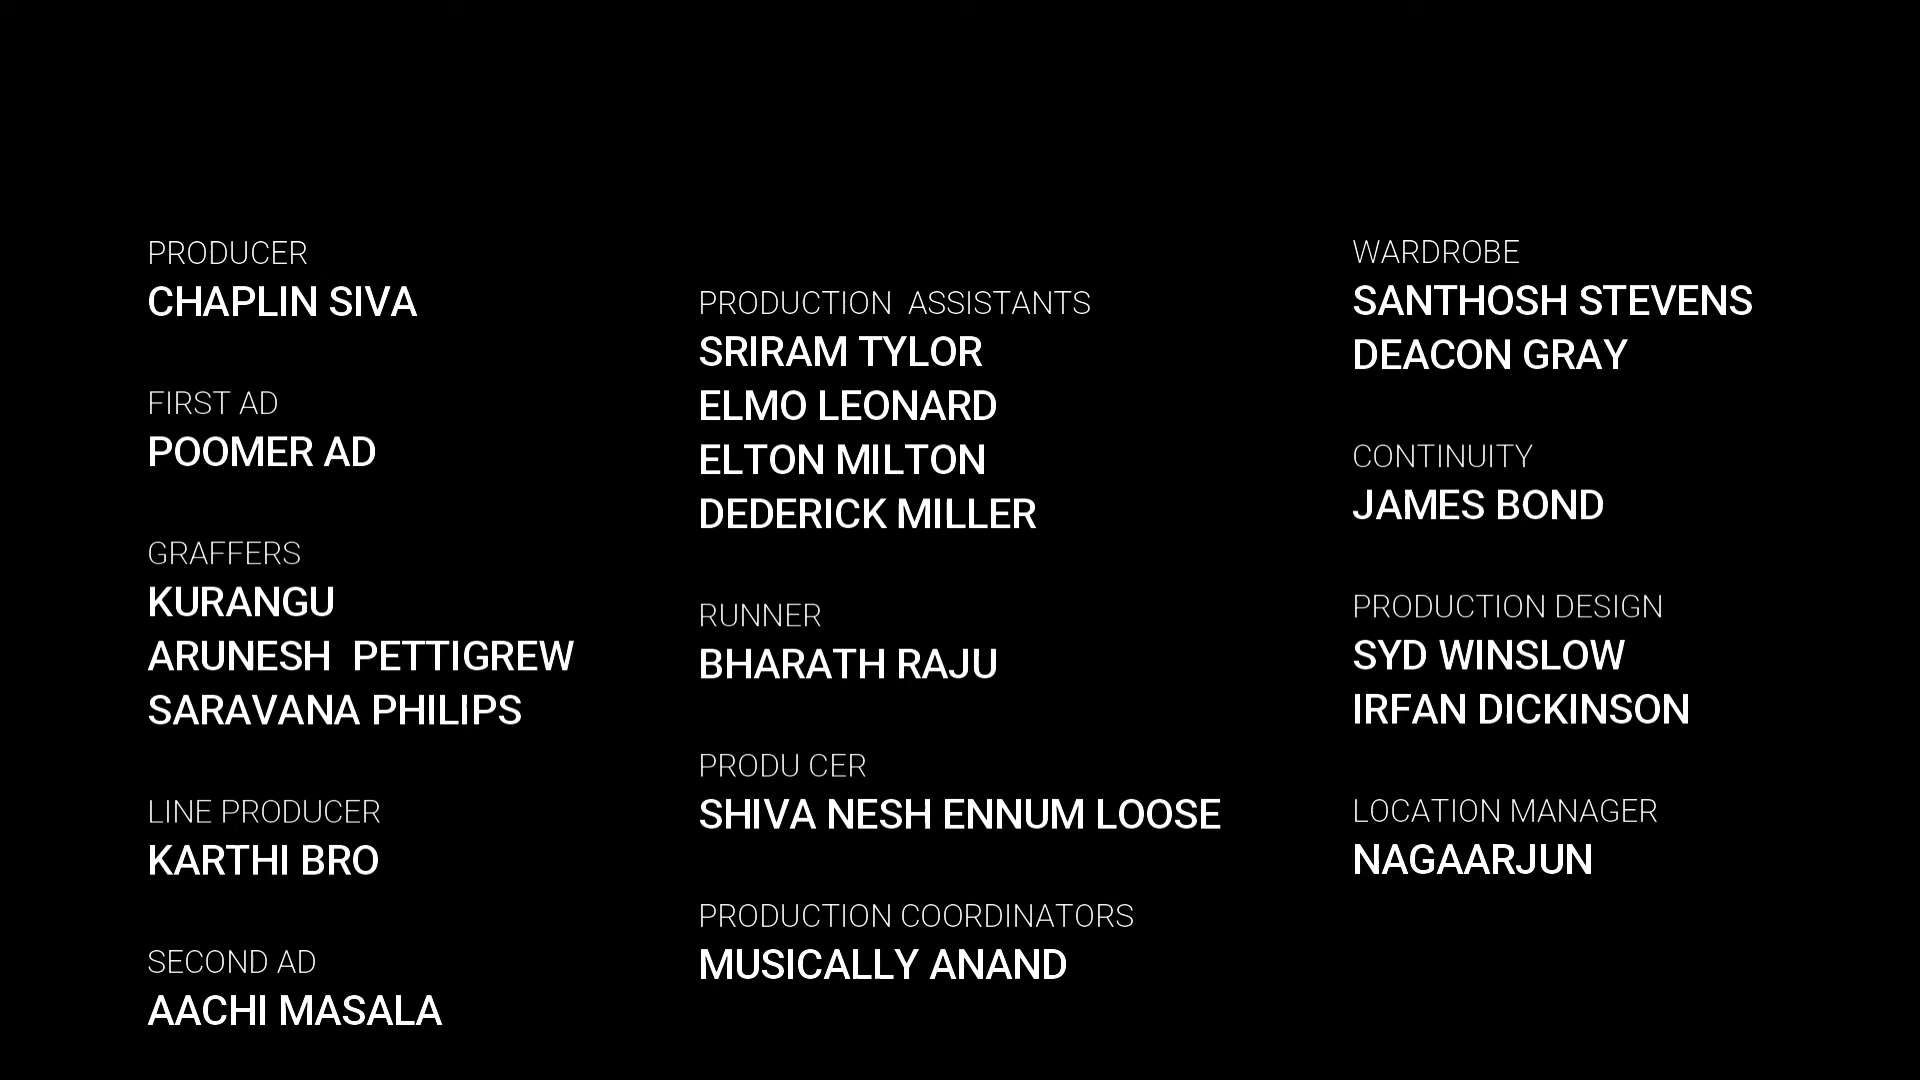 PRODUCER
CHAPLIN SIVA
FIRST AD
POOMER AD
GRAFFERS
KURANGU
ARUNESH  PETTIGREW
SARAVANA PHILIPS
LINE PRODUCER
KARTHI BRO
SECOND AD
AACHI MASALA
PRODUCTION  ASSISTANTS
SRIRAM TYLOR
ELMO LEONARD
ELTON MILTON
DEDERICK MILLER
RUNNER
BHARATH RAJU
PRODU CER
SHIVA NESH ENNUM LOOSE
PRODUCTION COORDINATORS
MUSICALLY ANAND
WARDROBE
SANTHOSH STEVENS
DEACON GRAY
CONTINUITY
JAMES BOND
PRODUCTION DESIGN
SYD WINSLOW
IRFAN DICKINSON
LOCATION MANAGER
NAGAARJUN